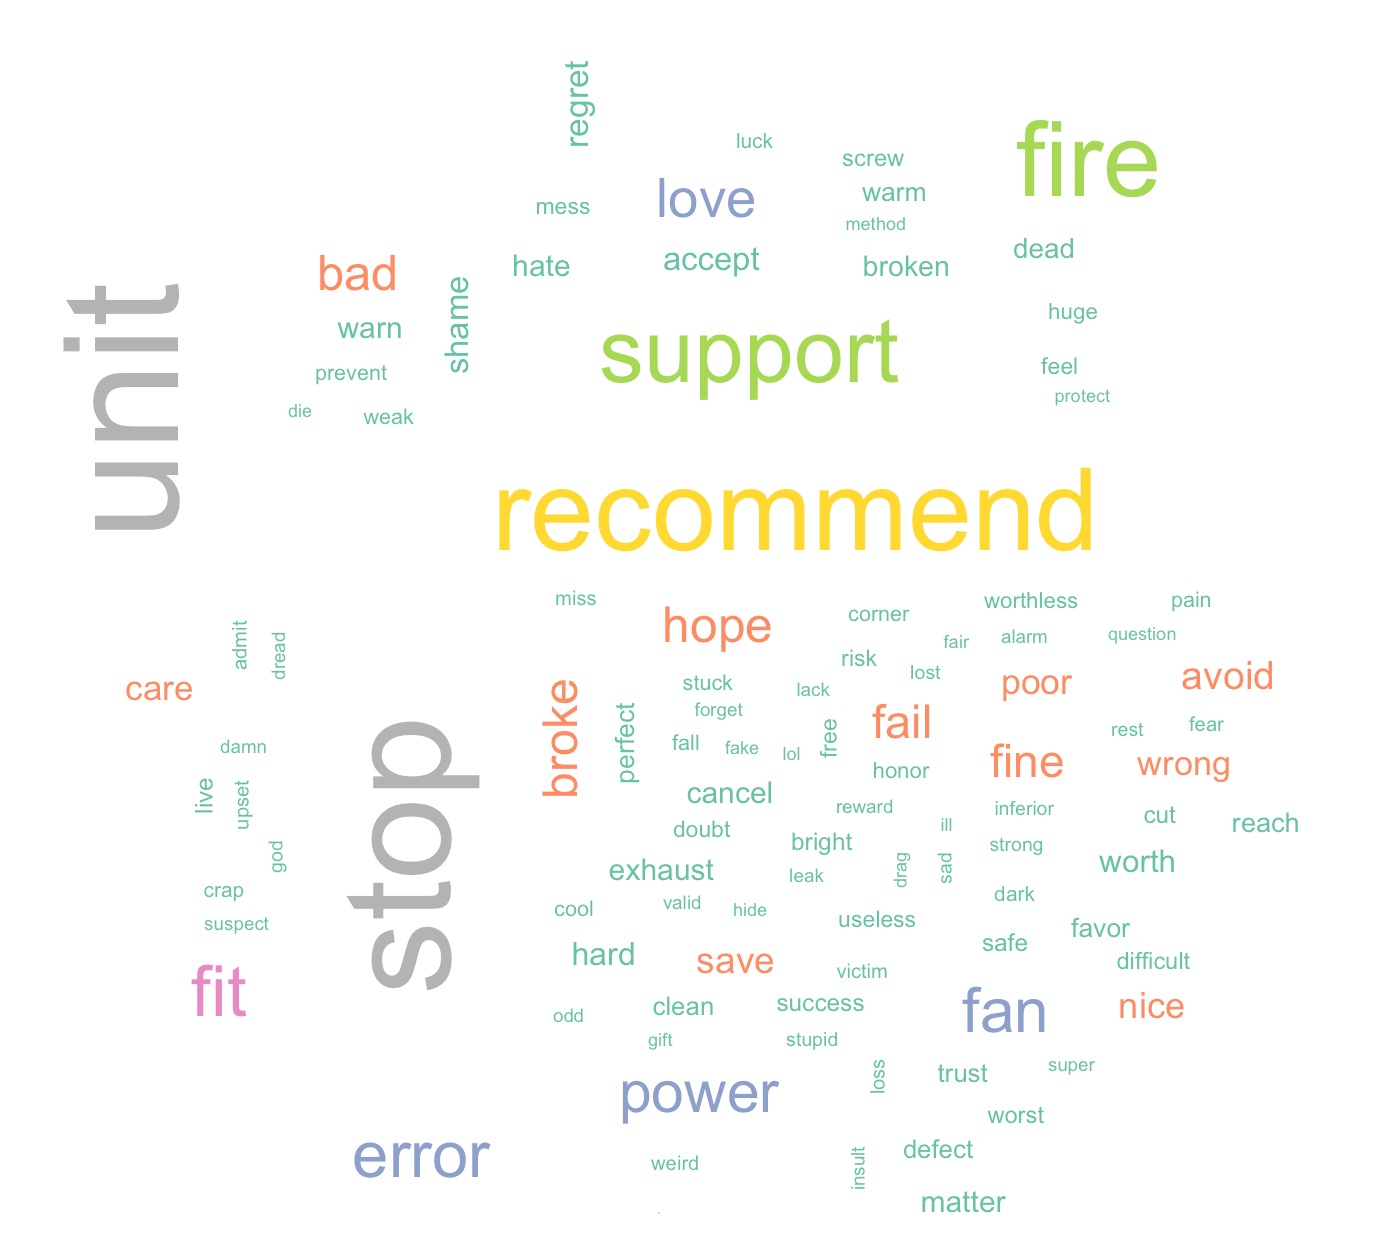 regret
luck
fire
screw
love
warm
mess
method
dead
hate
accept
broken
bad
shame
unit
huge
warn
support
feel
prevent
protect
die
weak
recommend
miss
worthless
pain
hope
corner
admit
dread
fair
alarm
question
risk
lost
care
stuck
lack
poor
avoid
broke
perfect
forget
fail
free
rest
fear
fall
fake
lol
damn
fine
wrong
honor
live
upset
cancel
reward
inferior
cut
reach
stop
doubt
bright
ill
strong
god
exhaust
leak
drag
sad
worth
crap
dark
cool
valid
hide
suspect
useless
favor
hard
save
safe
difficult
victim
fit
clean
success
fan
nice
odd
gift
stupid
loss
trust
super
power
worst
error
weird
insult
defect
matter